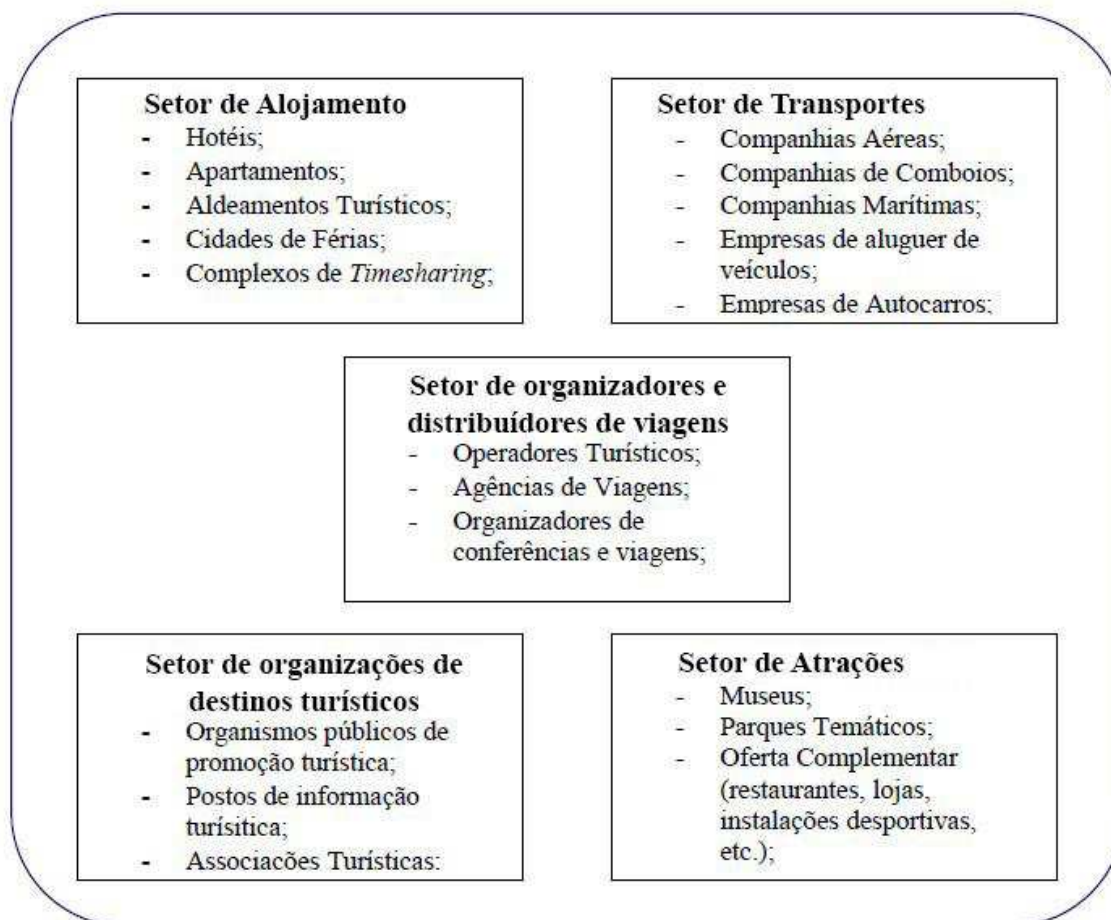 Setor de Alojamento
- Hotéis;
- Apartamentos;
- Aldeamentos Turísticos;
- Cidades de Férias;
- Complexos de Timesharing;
Setor de Transportes
- Companhias Aéreas;
- Companhias de Comboios;
- Companhias Marítimas;
- Empresas de aluguer de
veículos;
- Empresas de Autocarros;
Setor de organizadores e
distribuídores de viagens
- Operadores Turísticos;
- Agências de Viagens;
- Organizadores de
conferências e viagens;
Setor de organizações de
destinos turísticos
- Organismos públicos de
promoção turística;
- Postos de informação
turísitica;
- Associações Turísticas:
Setor de Atrações
- Museus;
- Parques Temáticos;
- Oferta Complementar
(restaurantes, lojas,
instalações desportivas,
etc.);